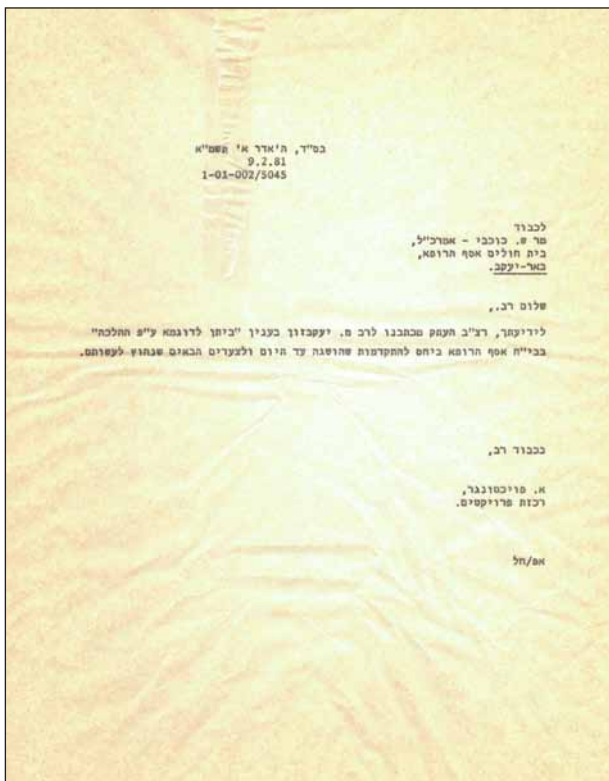 בס"ד, ה'אדר א' תשמ"א
9.2.81
1-01-002/5045
לכבוד
מר ש. כוכבי - אמרכ"ל,
בית חולים אסף הרופא,
באר-יעקב.
שלום רב,,
לידיעתך, רצ"ב העתק מכתבנו לרב מ. יעקבזון בענין "ביתן לדוגמא ע"פ ההלכה"
בבי"ח אסף הרופא ביחס להתקדמות שהושגה עד היום ולצעדים הבאים שנחוץ לעשותם.
בכבוד רב,
א. פויכטונגר,
רכזת פרויקטים.
אפ/חל